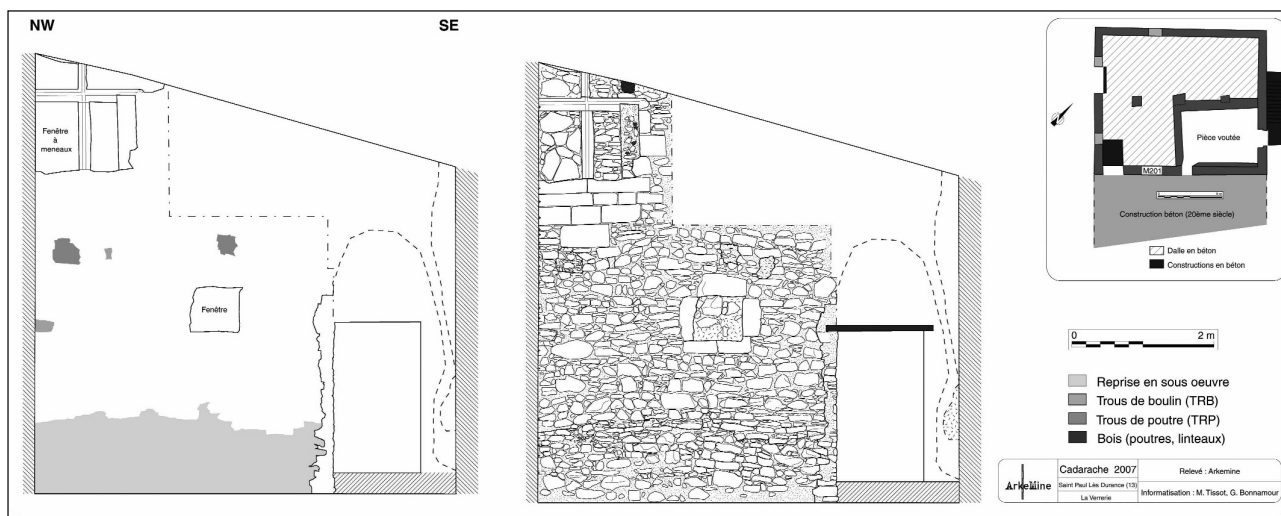 NW
SE
Fenêtre
à
meneaux
Fenêtre
Pièce voutée
M201
Construction béton (20ème siècle)
Dalle en béton
Constructions en béton
0 2 m
Reprise en sous oeuvre
Trous de boulin (TRB)
Trous de poutre (TRP)
Bois (poutres, linteaux)
Arkemine
Cadarache 2007
Saint Paul Lès Durance (13)
La Verrerie
Relevé : Arkemine
Informatisation : M. Tissot, G. Bonnamour